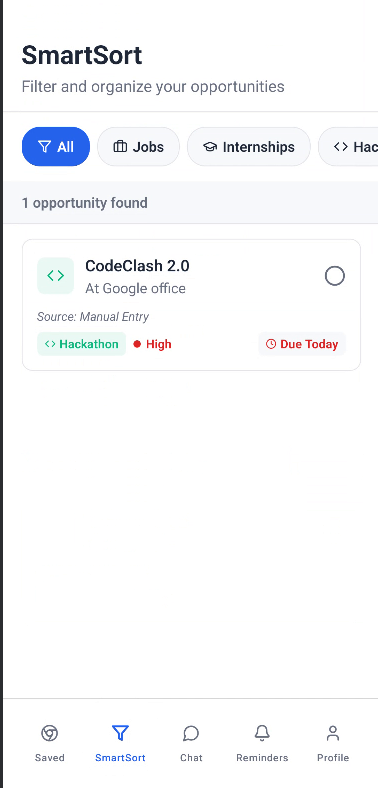 SmartSort
Filter and organize your opportunities
All Jobs Internships Hac
1 opportunity found
CodeClash 2.0
At Google office
Source: Manual Entry
Hackathon High Due Today
Saved SmartSort Chat Reminders Profile